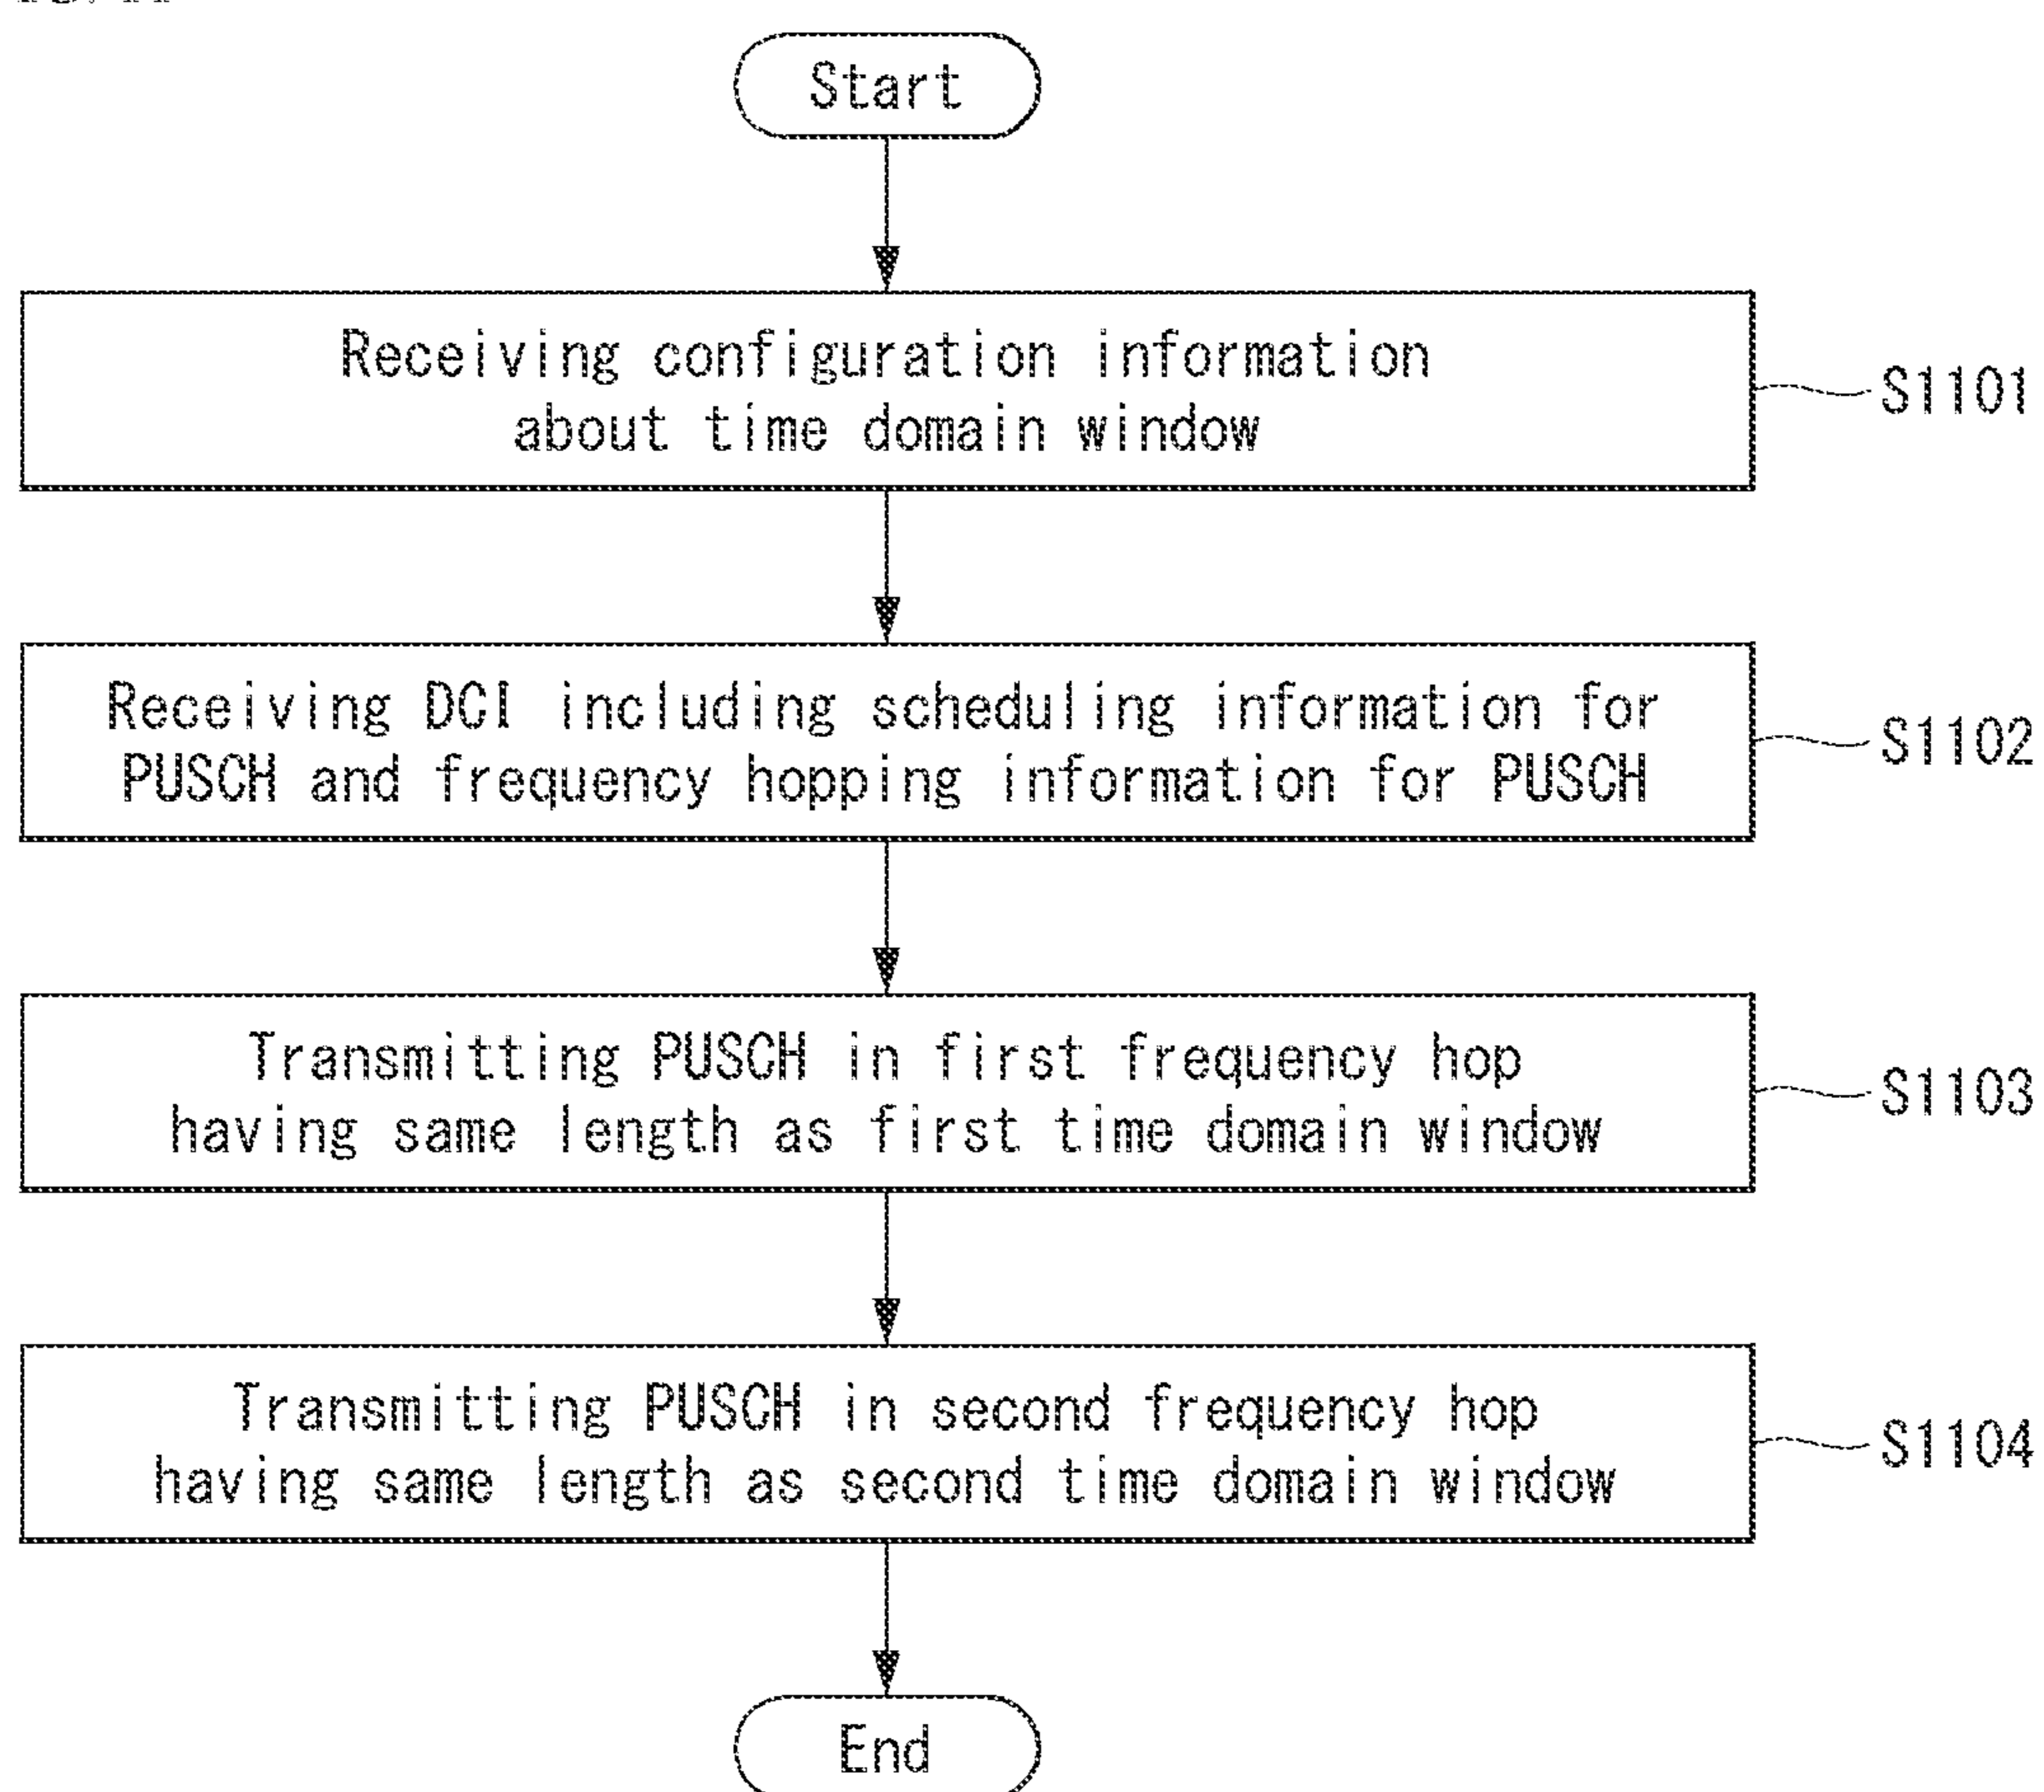 Start
Receiving configuration information
about time domain window
S1101
Receiving DCI including scheduling information for
PUSCH and frequency hopping information for PUSCH
S1102
Transmitting PUSCH in first frequency hop
having same length as first time domain window
S1103
Transmitting PUSCH in second frequency hop
having same length as second time domain window
S1104
End